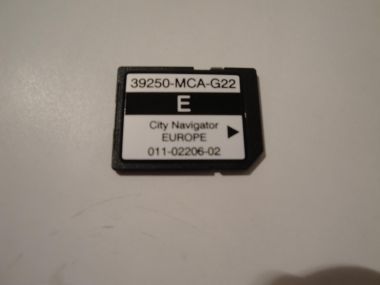 39250-MCA-G22
E
City Navigator
EUROPE
011-02206-02